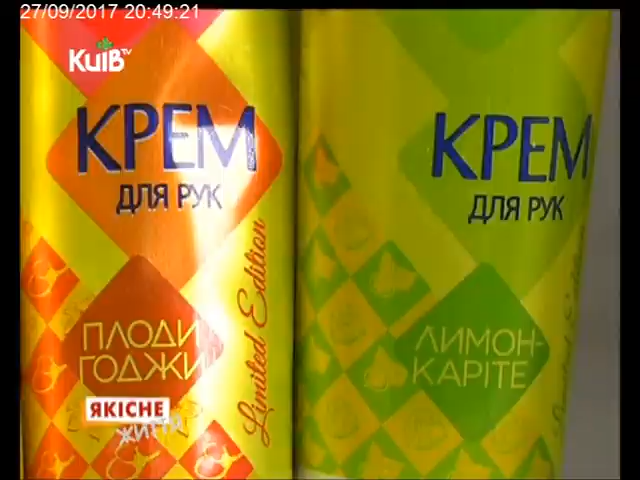 27/09/2017 20:49:21
КиїВ TV
КРЕМ
ДЛЯ РУК
Limited Edition
ПЛОДИ
ГОДЖИ
КРЕМ
ДЛЯ РУК
ЛИМОН-
КАРІТЕ
ЯКІСНЕ
ЖИТТЯ